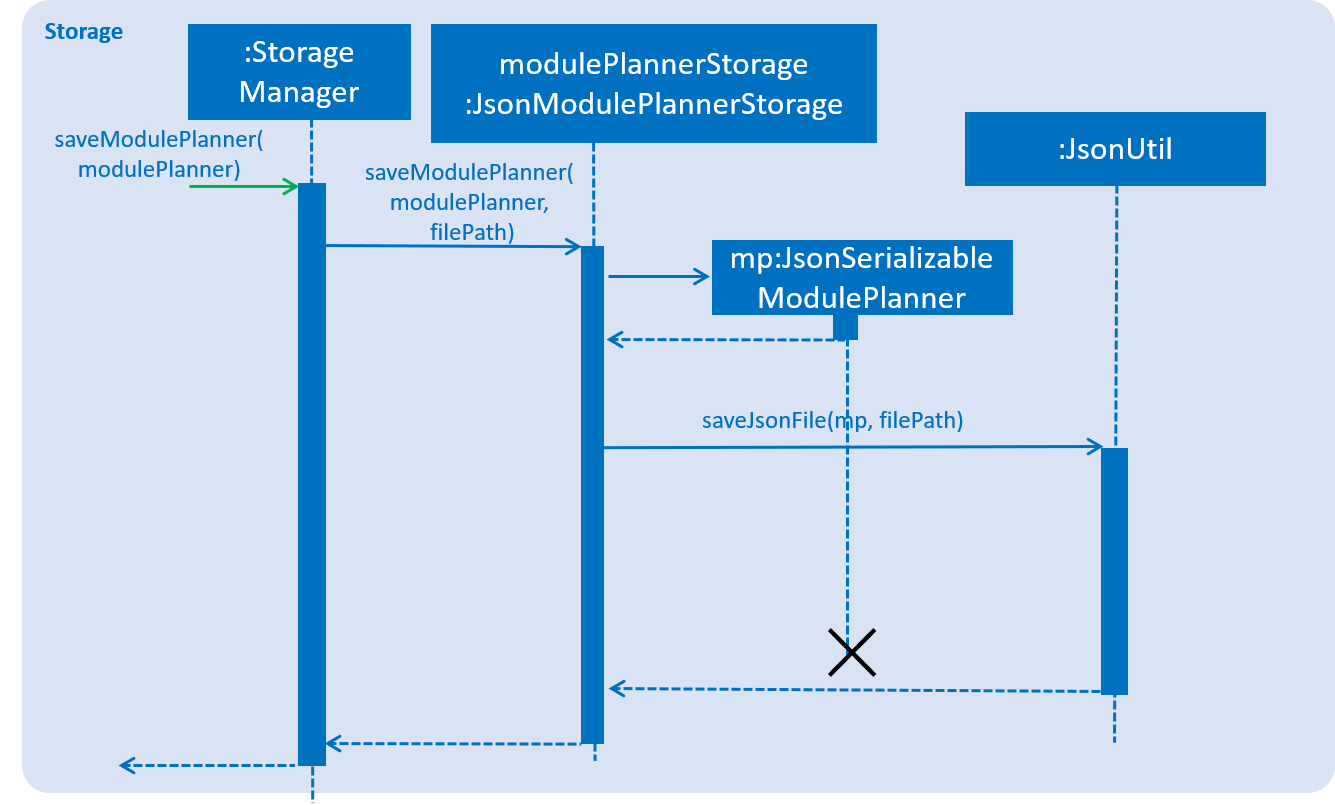 Storage
:Storage
Manager
modulePlannerStorage
:JsonModulePlannerStorage
:JsonUtil
saveModulePlanner(
modulePlanner)
saveModulePlanner(
modulePlanner,
filePath)
mp:JsonSerializable
ModulePlanner
saveJsonFile(mp, filePath)